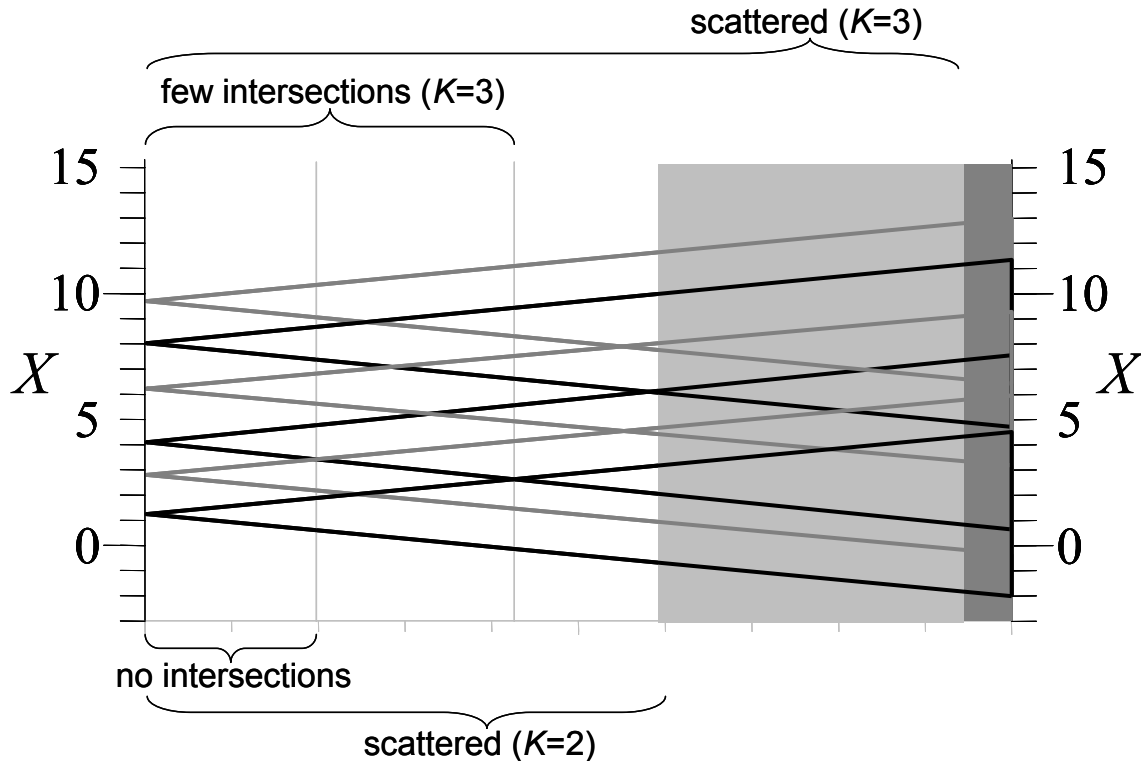 scattered (K=3)
few intersections (K=3)
15 15
10 10
X X
5 5
0 0
no intersections
scattered (K=2)